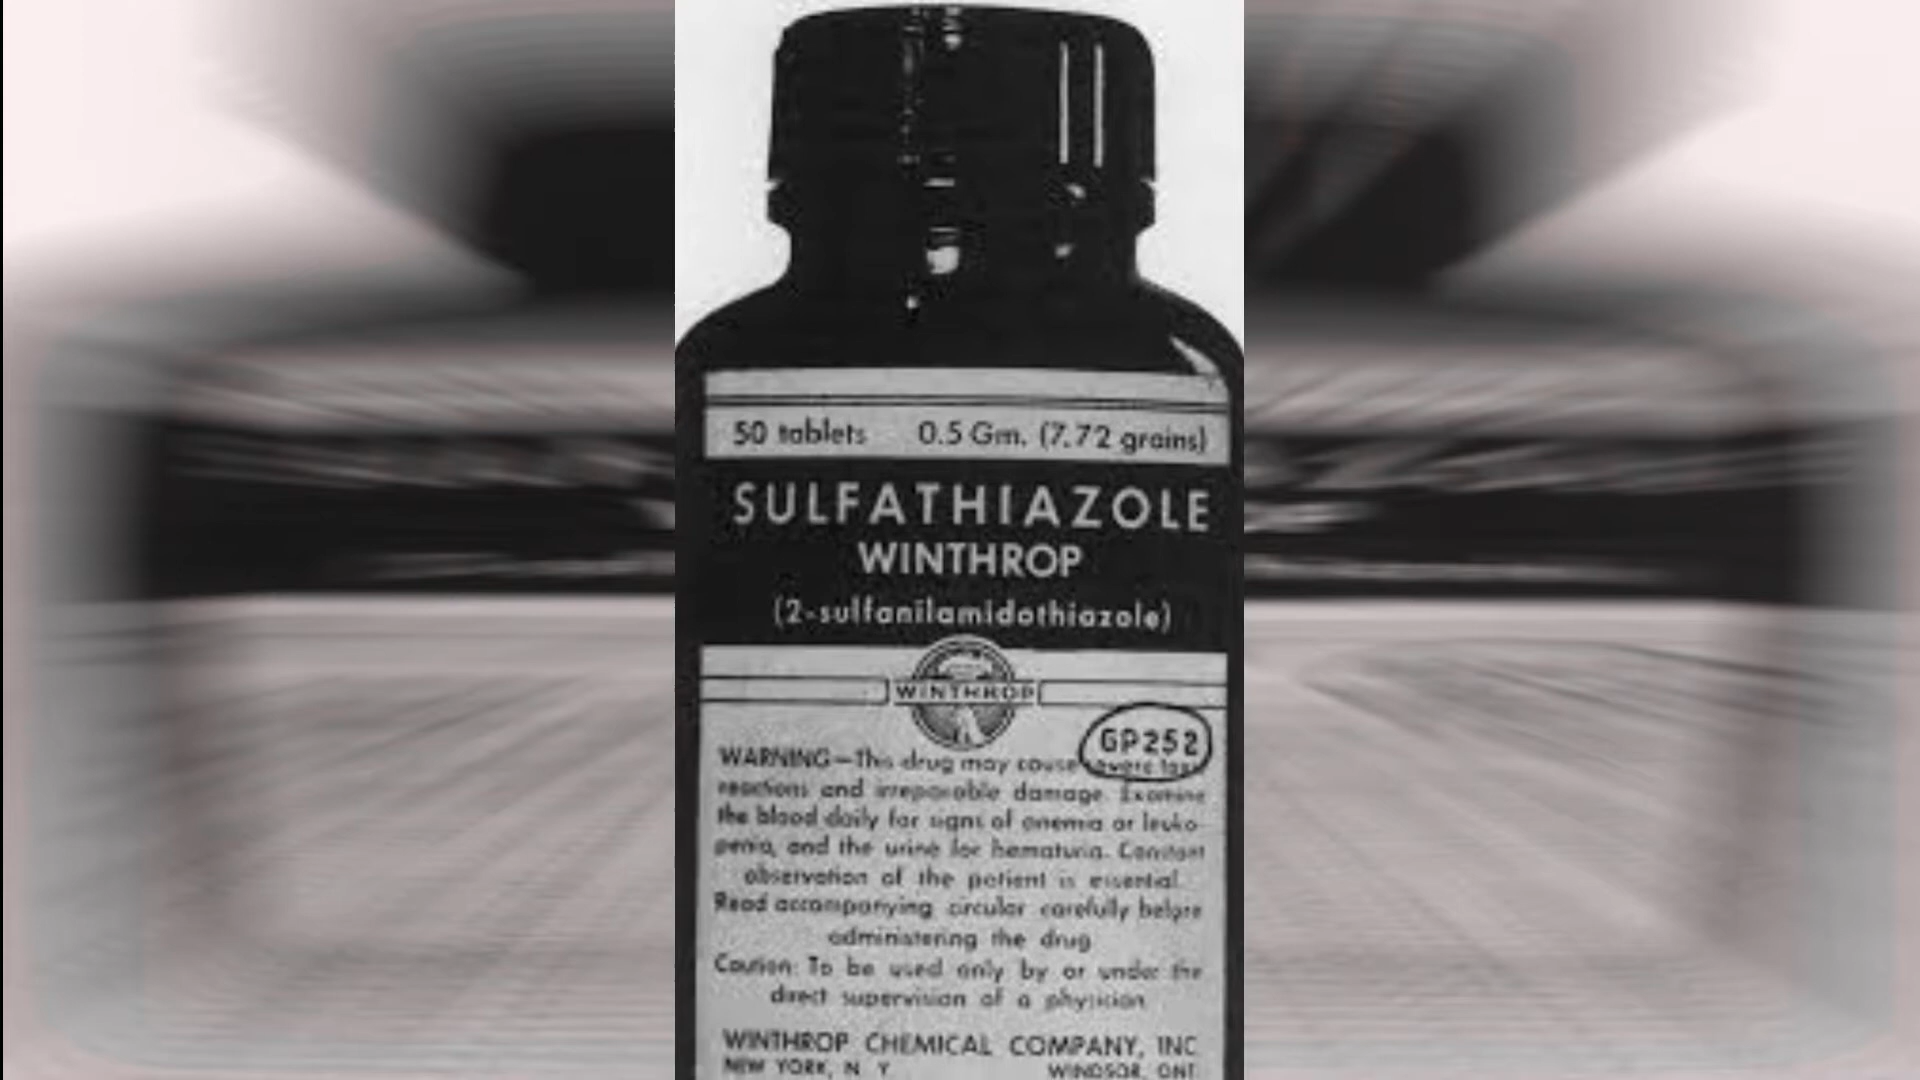 50 tablets 0.5 Gm. (7.72 grains)
SULFATHIAZOLE
WINTHROP
(2-sulfanilamidothiazole)
WINTHROP
GP252
WARNING—This drug may cause severe
reactions and irreparable damage. Examine
the blood daily for signs of anemia or leuko-
penia, and the urine for hematuria. Constant
observation of the patient is essential.
Read accompanying circular carefully before
administering the drug
Caution: To be used only by or under the
direct supervision of a physician
WINTHROP CHEMICAL COMPANY, INC
NEW YORK, N Y WINDSOR, ONT